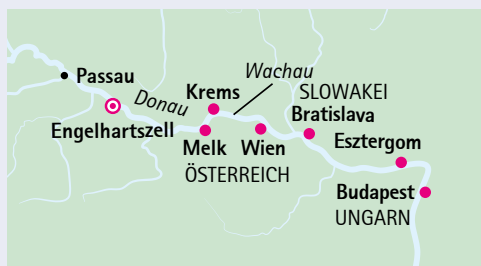 Passau
Donau
Engelhartszell
Krems
Wachau
Melk
Wien
ÖSTERREICH
SLOWAKEI
Bratislava
Esztergom
Budapest
UNGARN